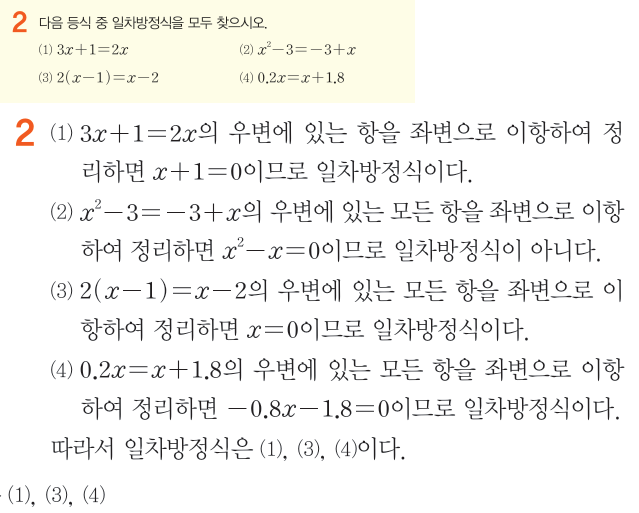 2 다음 등식 중 일차방정식을 모두 찾으시오.
(1) 3x+1=2x (2) x²-3=-3+x
(3) 2(x-1)=x-2 (4) 0.2x=x+1.8
2 (1) 3x+1=2x의 우변에 있는 항을 좌변으로 이항하여 정
리하면 x+1=0이므로 일차방정식이다.
(2) x²-3=-3+x의 우변에 있는 모든 항을 좌변으로 이항
하여 정리하면 x²-x=0이므로 일차방정식이 아니다.
(3) 2(x-1)=x-2의 우변에 있는 모든 항을 좌변으로 이
항하여 정리하면 x=0이므로 일차방정식이다.
(4) 0.2x=x+1.8의 우변에 있는 모든 항을 좌변으로 이항
하여 정리하면 -0.8x-1.8=0이므로 일차방정식이다.
따라서 일차방정식은 (1), (3), (4)이다.
(1), (3), (4)